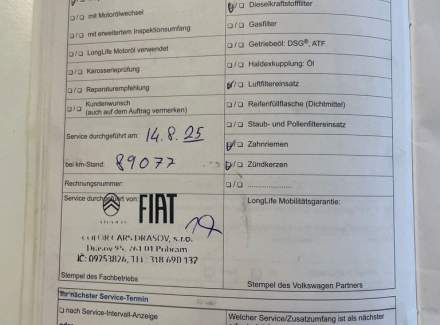 ❑/❑ mit Motorölwechsel
❑/❑ mit erweitertem Inspektionsumfang
❑/❑ LongLife Motoröl verwendet
❑/❑ Karosserieprüfung
❑/❑ Reparaturempfehlung
❑/❑ Kundenwunsch
(auch auf dem Auftrag vermerken)
Service durchgeführt am: 14.8.25
bei km-Stand: 89077
Rechnungsnummer:
Service durchgeführt von:
FIAT
COLOR CARS DRASOV, s.r.o.
Drasov 95, 261 01 Pribram
IČ: 09753826, Tel.: 318 690 137
Stempel des Fachbetriebs
Ihr nächster Service-Termin
❑ nach Service-Intervall-Anzeige
❑/❑ Dieselkraftstofffilter
❑/❑ Gasfilter
❑/❑ Getriebeöl: DSG®, ATF
❑/❑ Haldexkupplung: Öl
❑/❑ Luftfiltereinsatz
❑/❑ Reifenfüllflasche (Dichtmittel)
❑/❑ Staub- und Pollenfiltereinsatz
❑/❑ Zahnriemen
❑/❑ Zündkerzen
❑/❑ ....................
LongLife Mobilitätsgarantie:
Stempel des Volkswagen Partners
Welcher Service/Zusatzumfang ist als nächster